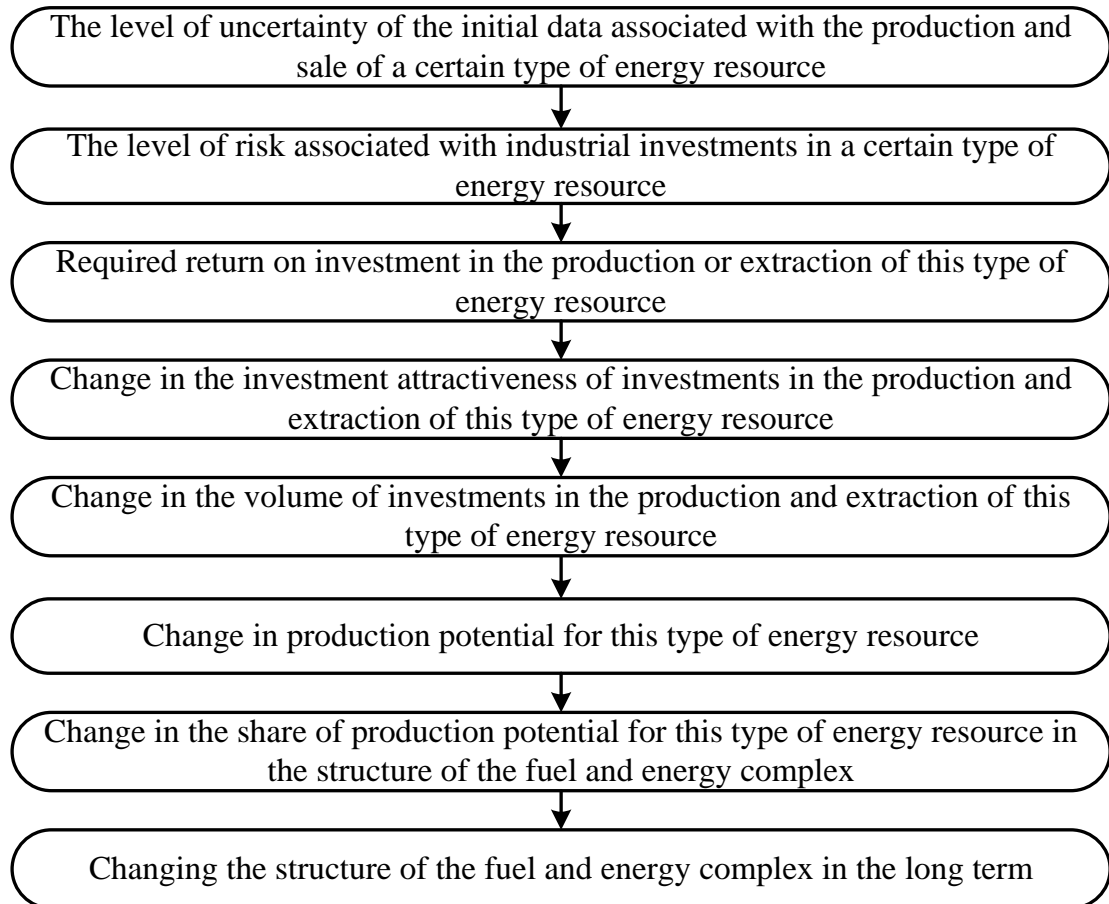 The level of uncertainty of the initial data associated with the production and
sale of a certain type of energy resource
The level of risk associated with industrial investments in a certain type of
energy resource
Required return on investment in the production or extraction of this type of
energy resource
Change in the investment attractiveness of investments in the production and
extraction of this type of energy resource
Change in the volume of investments in the production and extraction of this
type of energy resource
Change in production potential for this type of energy resource
Change in the share of production potential for this type of energy resource in
the structure of the fuel and energy complex
Changing the structure of the fuel and energy complex in the long term